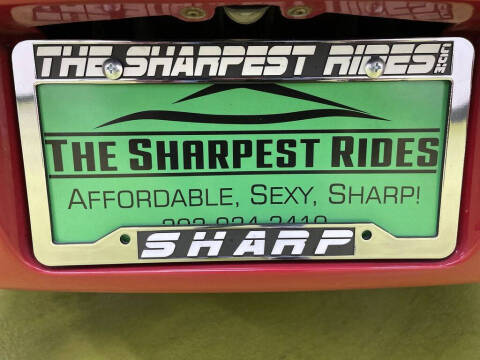 THE SHARPEST RIDES.COM
THE SHARPEST RIDES
AFFORDABLE, SEXY, SHARP!
SHARP